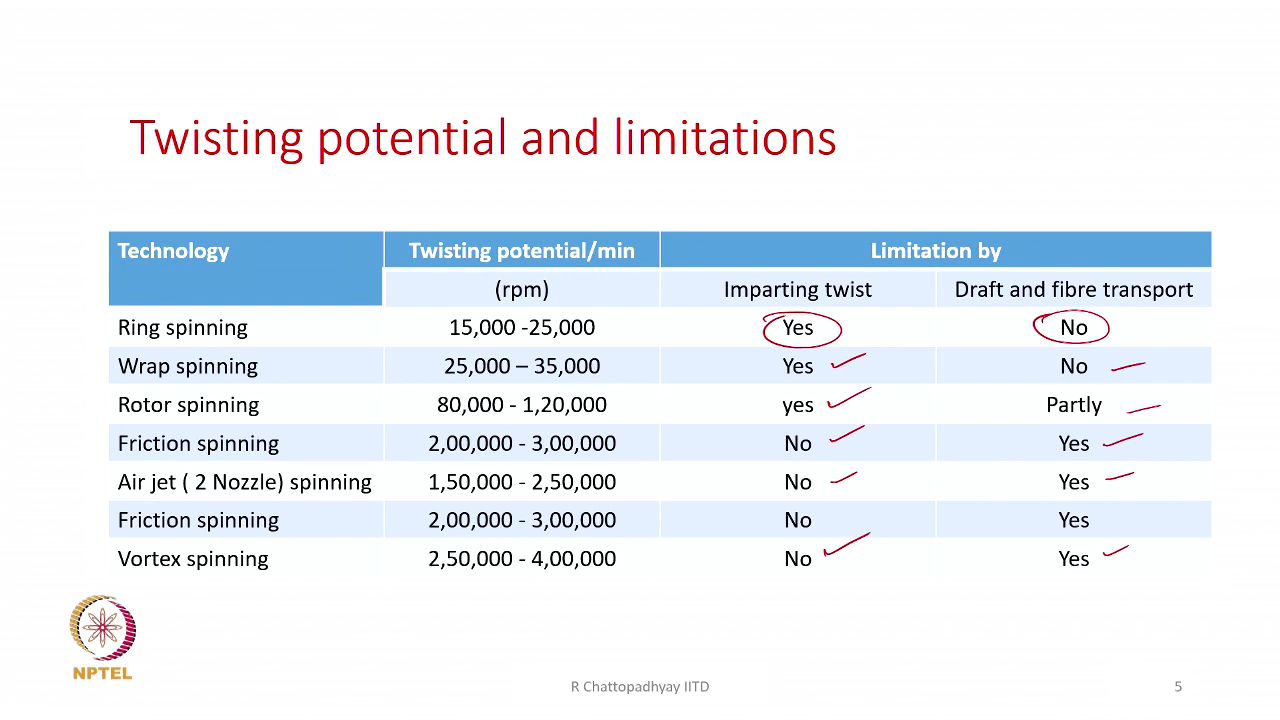 Twisting potential and limitations
Technology Twisting potential/min Limitation by
(rpm) Imparting twist Draft and fibre transport
Ring spinning 15,000 -25,000 Yes No
Wrap spinning 25,000 – 35,000 Yes No
Rotor spinning 80,000 - 1,20,000 yes Partly
Friction spinning 2,00,000 - 3,00,000 No Yes
Air jet ( 2 Nozzle) spinning 1,50,000 - 2,50,000 No Yes
Friction spinning 2,00,000 - 3,00,000 No Yes
Vortex spinning 2,50,000 - 4,00,000 No Yes
NPTEL
R Chattopadhyay IITD 5